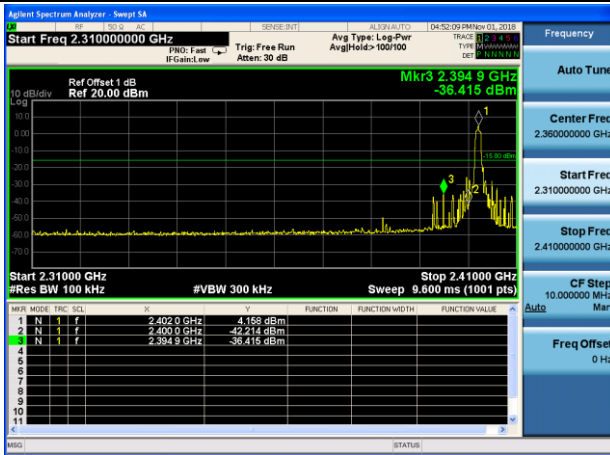 Agilent Spectrum Analyzer - Swept SA
RF 50 Ω AC SENSE:INT ALIGN AUTO 04:52:09 PM Nov 01, 2018
Start Freq 2.310000000 GHz
PNO: Fast
IFGain:Low
Trig: Free Run
Atten: 30 dB
Avg Type: Log-Pwr
Avg|Hold:> 100/100
TRACE 1 2 3 4 5 6
TYPE M
DET P N N N N N
Ref Offset 1 dB
Ref 20.00 dBm
10 dB/div
Log
Mkr3 2.394 9 GHz
-36.415 dBm
10.0
0.00
-10.0
-20.0
-30.0
-40.0
-50.0
-60.0
-70.0
1
2
3
-15.80 dBm
Start 2.31000 GHz
#Res BW 100 kHz
#VBW 300 kHz
Stop 2.41000 GHz
Sweep 9.600 ms (1001 pts)
MKR MODE TRC SCL X Y FUNCTION FUNCTION WIDTH FUNCTION VALUE
1 N 1 f 2.402 0 GHz 4.158 dBm
2 N 1 f 2.400 0 GHz -42.214 dBm
3 N 1 f 2.394 9 GHz -36.415 dBm
4
5
6
7
8
9
10
11
MSG STATUS
Frequency
Auto Tune
Center Freq
2.360000000 GHz
Start Freq
2.310000000 GHz
Stop Freq
2.410000000 GHz
CF Step
10.000000 MHz
Auto Man
Freq Offset
0 Hz